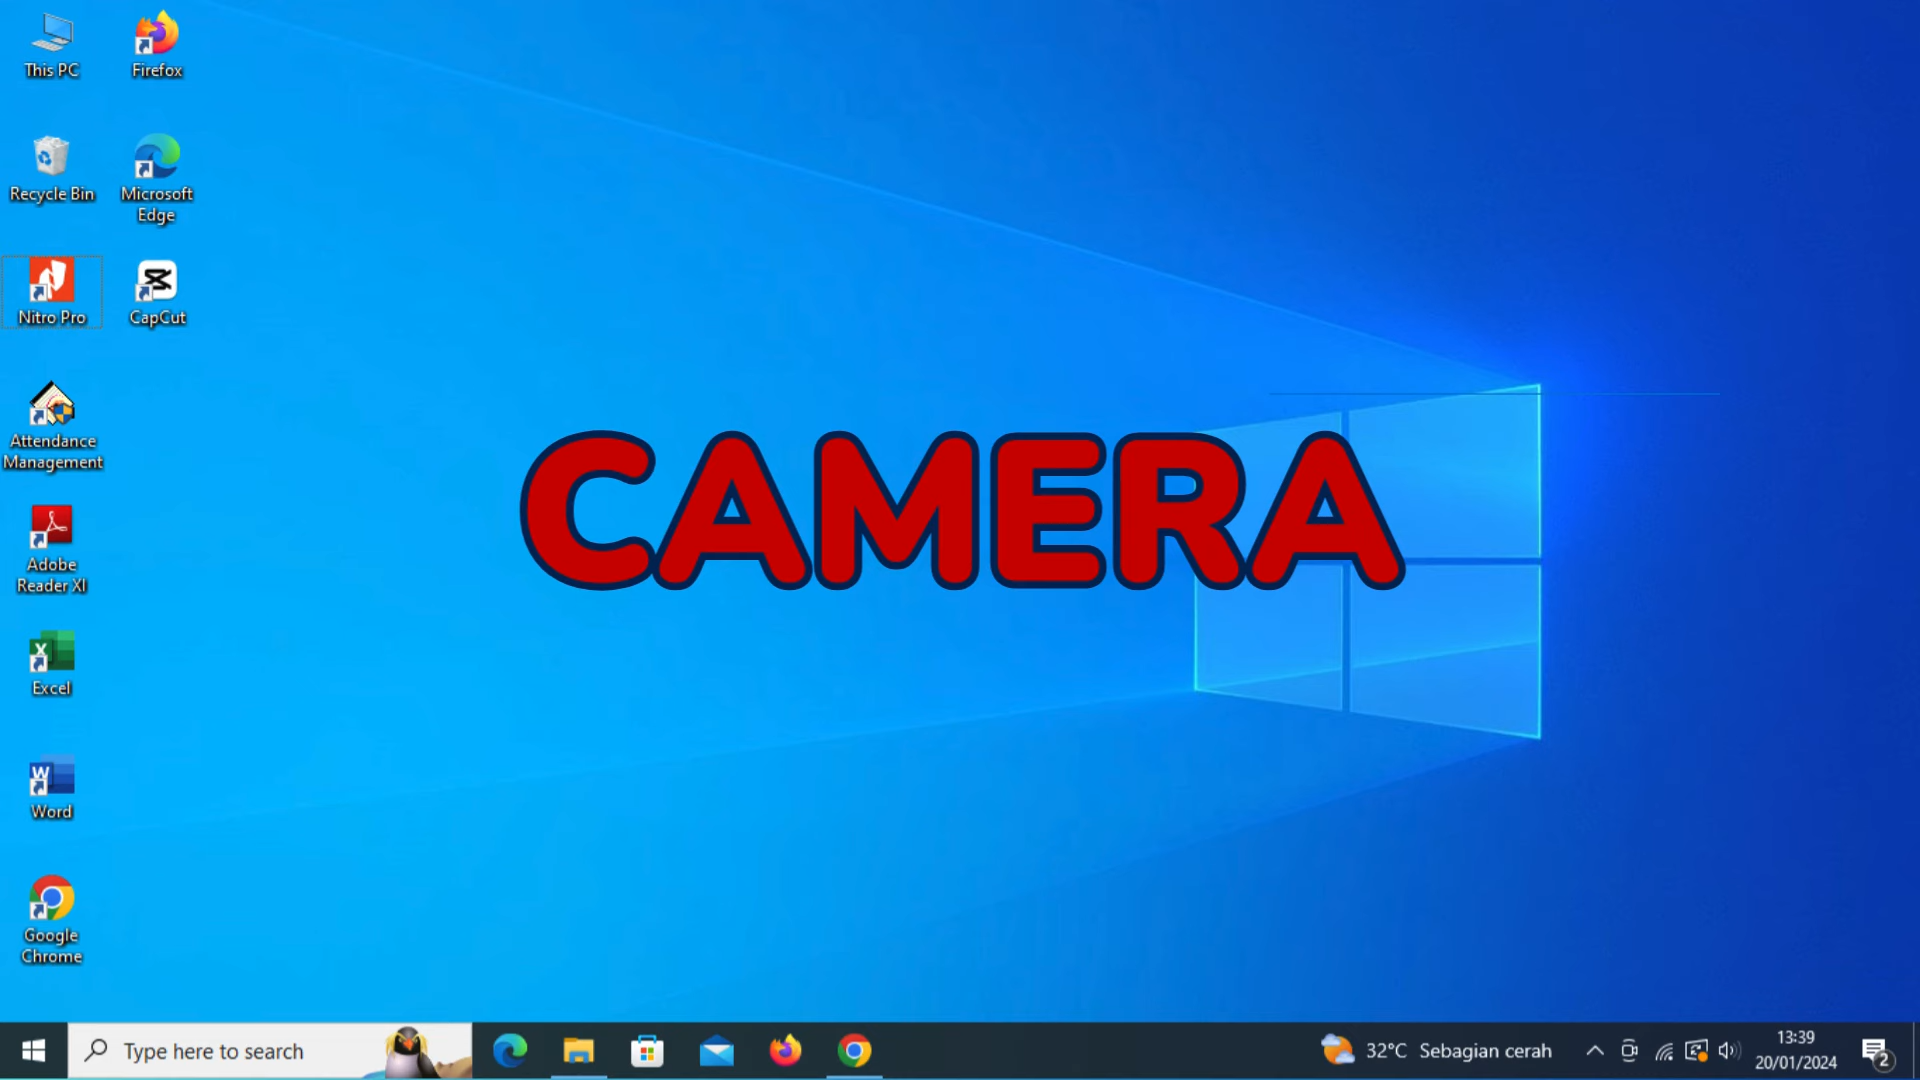 This PC
Firefox
Recycle Bin
Microsoft
Edge
Nitro Pro
CapCut
Attendance
Management
Adobe
Reader XI
Excel
Word
Google
Chrome
CAMERA
Type here to search
32°C Sebagian cerah
13:39
20/01/2024
2